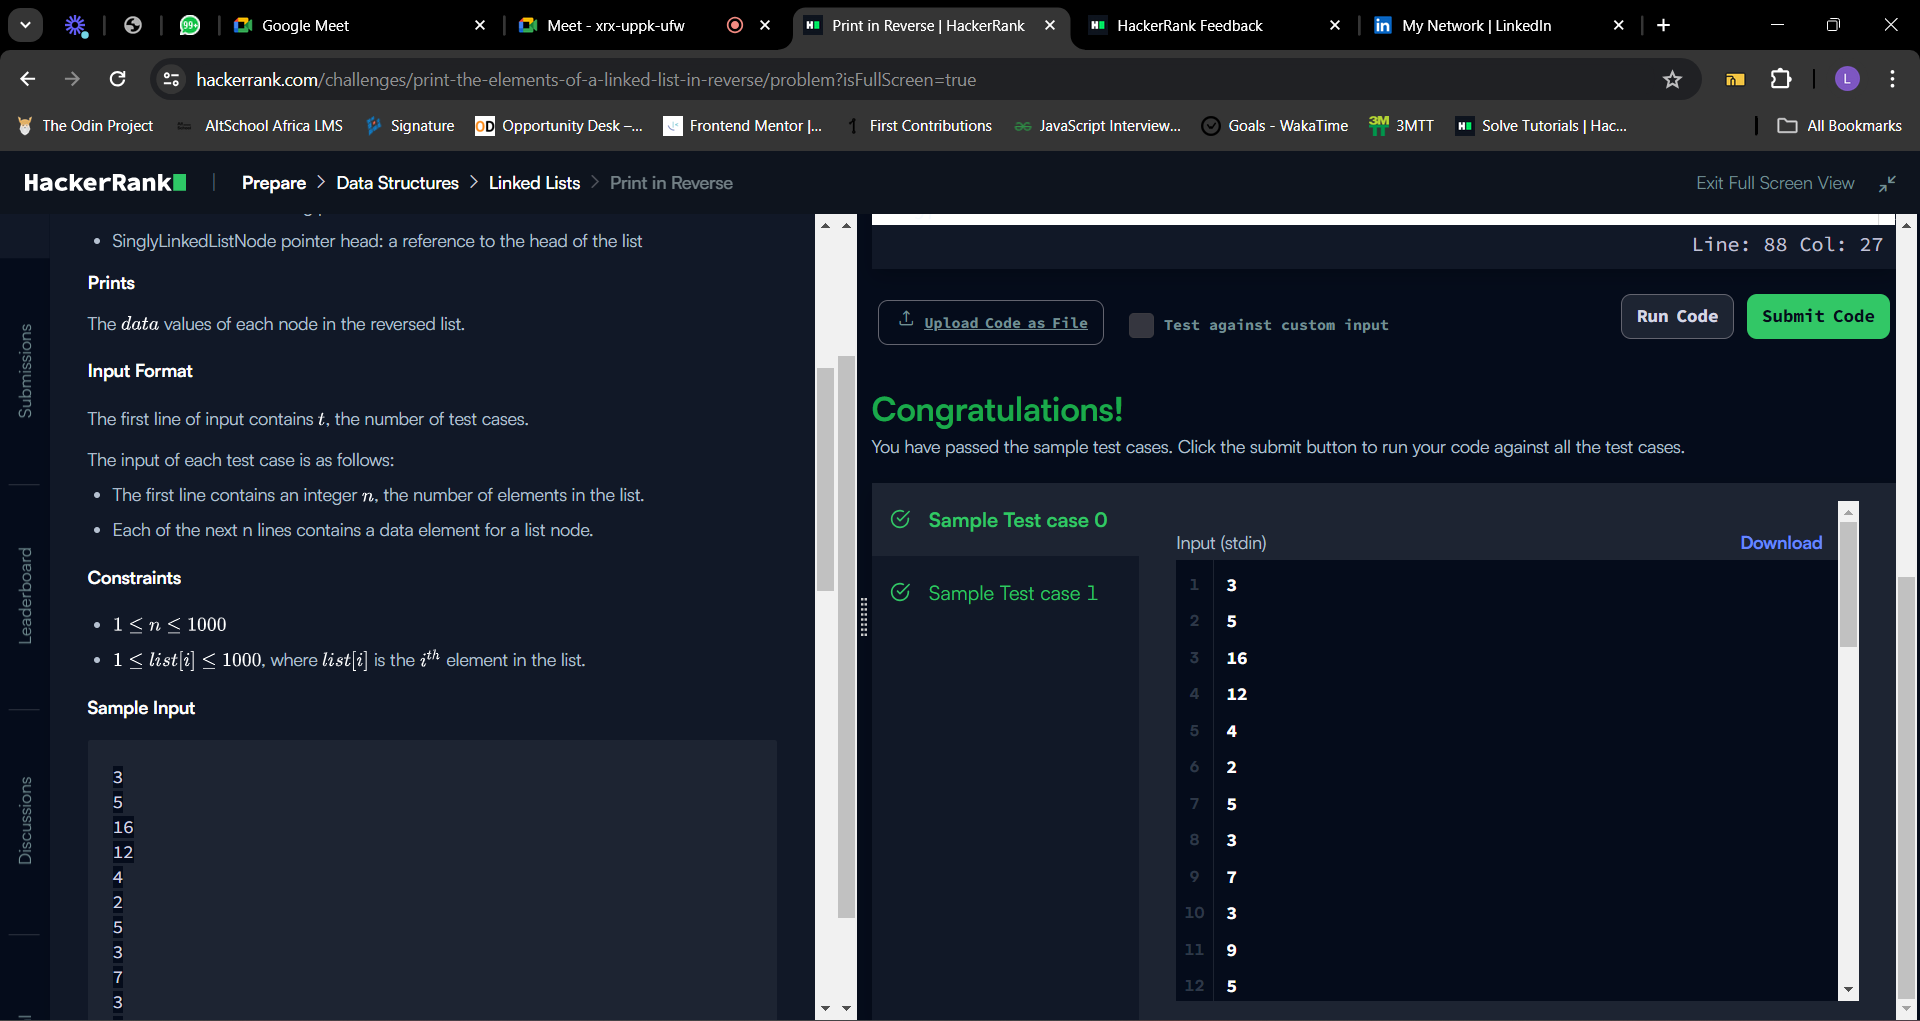 99+
Google Meet
Meet - xrx-uppk-ufw
Print in Reverse | HackerRank
HackerRank Feedback
My Network | LinkedIn
hackerrank.com/challenges/print-the-elements-of-a-linked-list-in-reverse/problem?isFullScreen=true
L
The Odin Project
AltSchool Africa LMS
Signature
OD Opportunity Desk –...
Frontend Mentor |...
First Contributions
JavaScript Interview...
Goals - WakaTime
3MTT
Solve Tutorials | Hac...
All Bookmarks
HackerRank
Prepare > Data Structures > Linked Lists > Print in Reverse
Exit Full Screen View
Submissions
Leaderboard
Discussions
• SinglyLinkedListNode pointer head: a reference to the head of the list
Prints
The data values of each node in the reversed list.
Input Format
The first line of input contains t, the number of test cases.
The input of each test case is as follows:
• The first line contains an integer n, the number of elements in the list.
• Each of the next n lines contains a data element for a list node.
Constraints
• 1 ≤ n ≤ 1000
• 1 ≤ list[i] ≤ 1000, where list[i] is the iᵗʰ element in the list.
Sample Input
3
5
16
12
4
2
5
3
7
3
Line: 88 Col: 27
Upload Code as File
Test against custom input
Run Code
Submit Code
Congratulations!
You have passed the sample test cases. Click the submit button to run your code against all the test cases.
Sample Test case 0
Sample Test case 1
Input (stdin)
Download
1 3
2 5
3 16
4 12
5 4
6 2
7 5
8 3
9 7
10 3
11 9
12 5